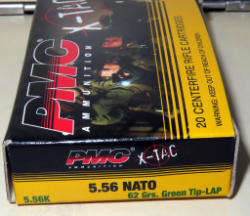 PMC
AMMUNITION
X-TAC
20 CENTERFIRE RIFLE CARTRIDGES
WARNING: KEEP OUT OF REACH OF CHILDREN
PMC X-TAC
AMMUNITION
5.56 NATO
5.56K 62 Grs. Green Tip-LAP